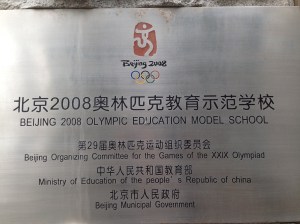 Beijing 2008
北京2008奥林匹克教育示范学校
BEIJING 2008 OLYMPIC EDUCATION MODEL SCHOOL
第29届奥林匹克运动组织委员会
Beijing Organizing Committee for the Games of the XXIX Olympiad
中华人民共和国教育部
Ministry of Education of the people's Republic of china
北京市人民政府
Beijing Municipal Government